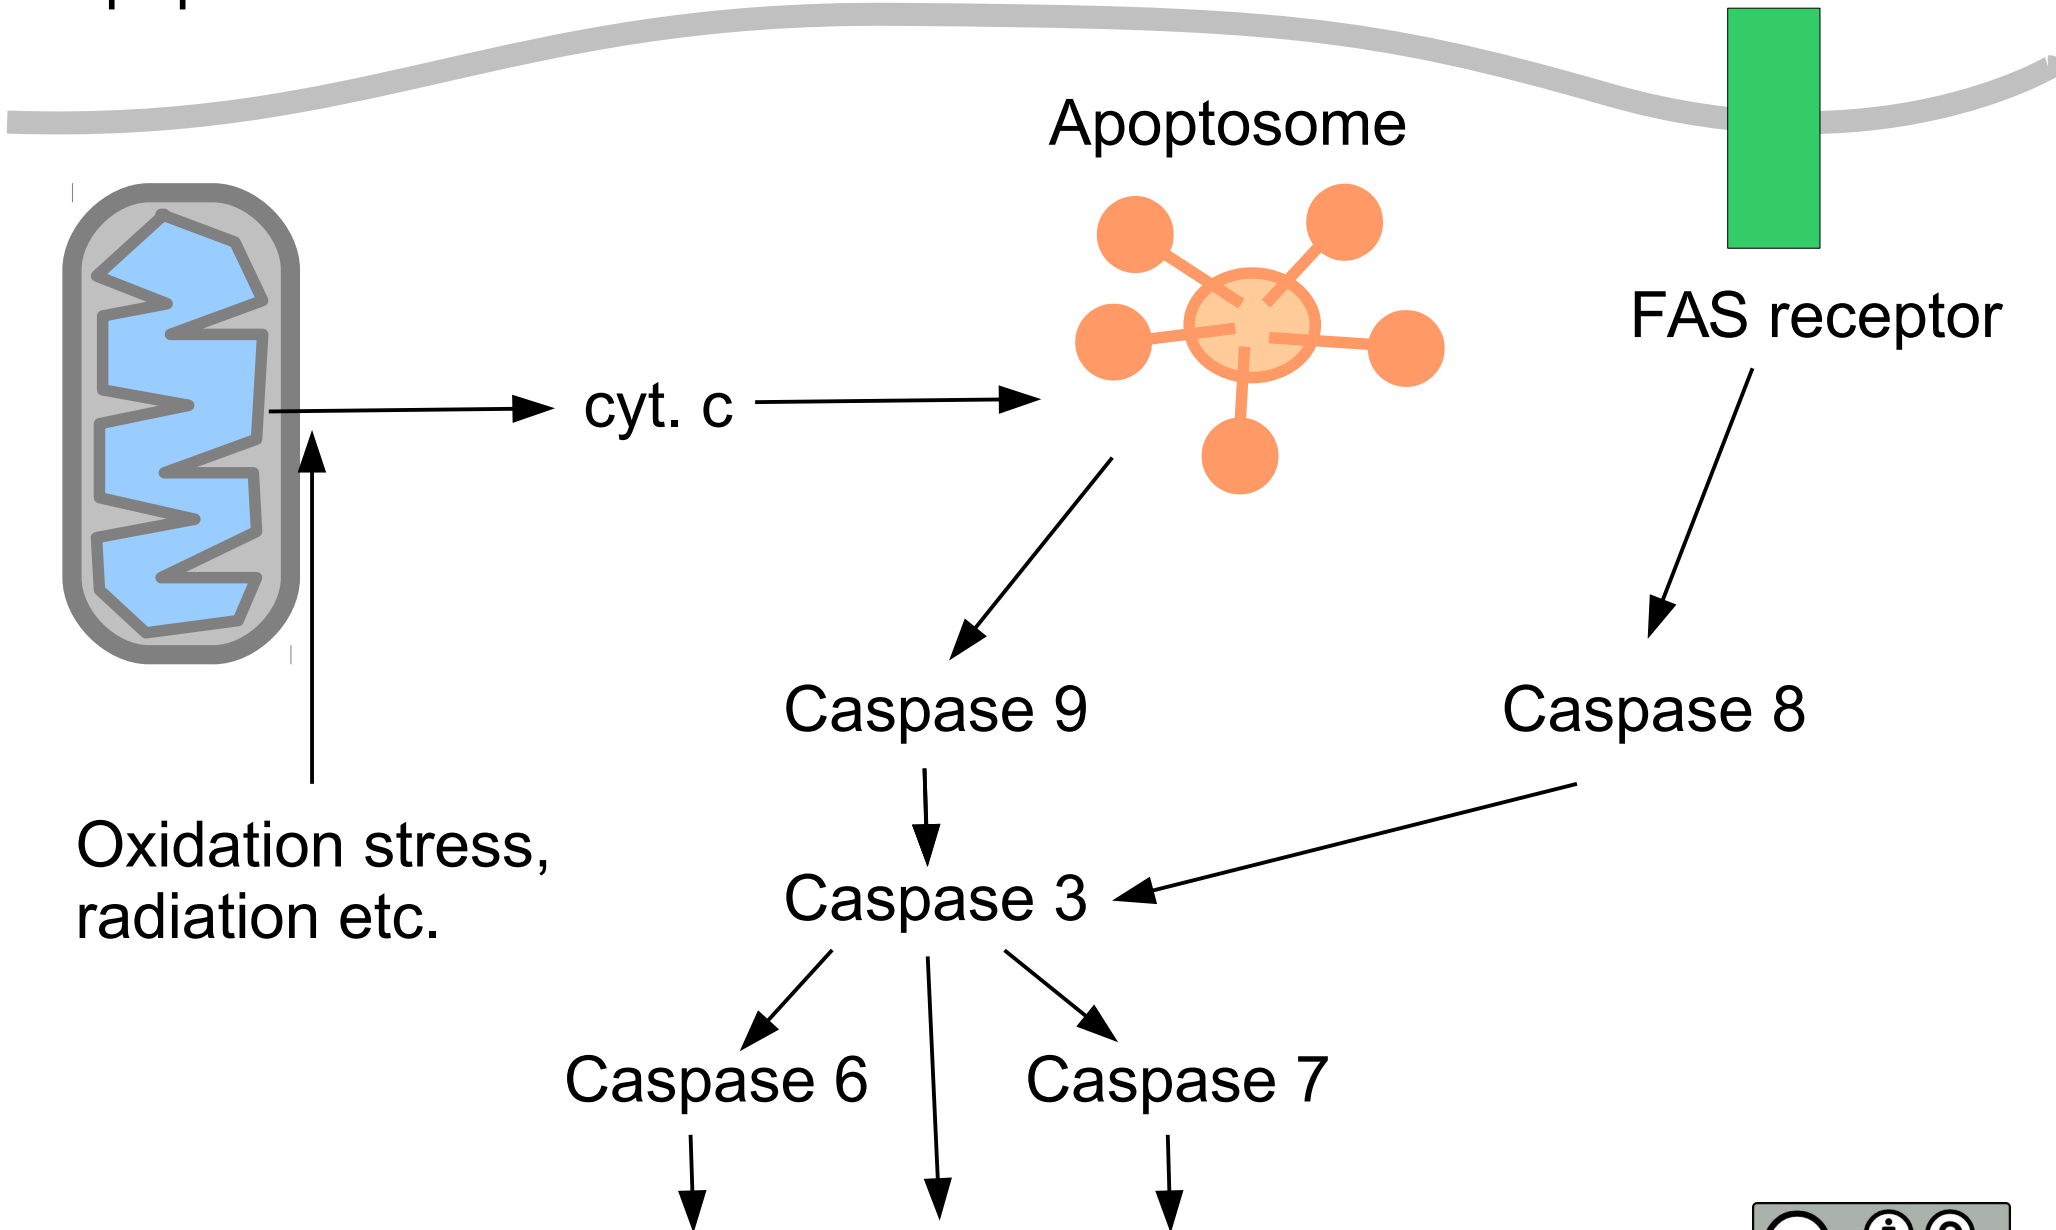 Apoptosome
FAS receptor
cyt. c
Caspase 9
Caspase 8
Oxidation stress,
radiation etc.
Caspase 3
Caspase 6
Caspase 7